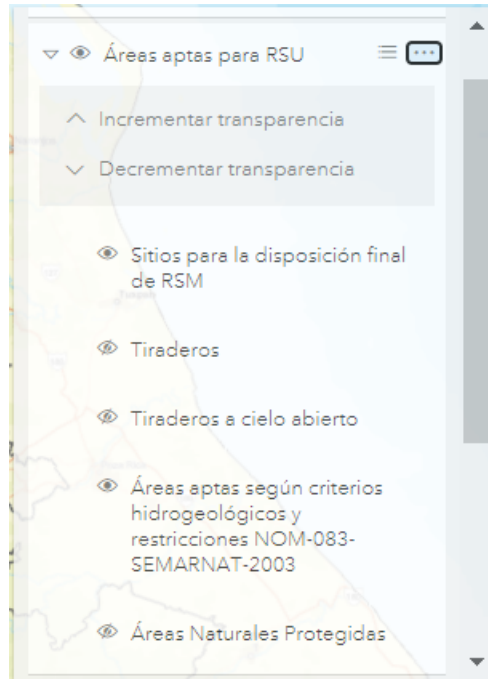 Áreas aptas para RSU
Incrementar transparencia
Decrementar transparencia
Sitios para la disposición final
de RSM
Tiraderos
Tiraderos a cielo abierto
Áreas aptas según criterios
hidrogeológicos y
restricciones NOM-083-
SEMARNAT-2003
Áreas Naturales Protegidas